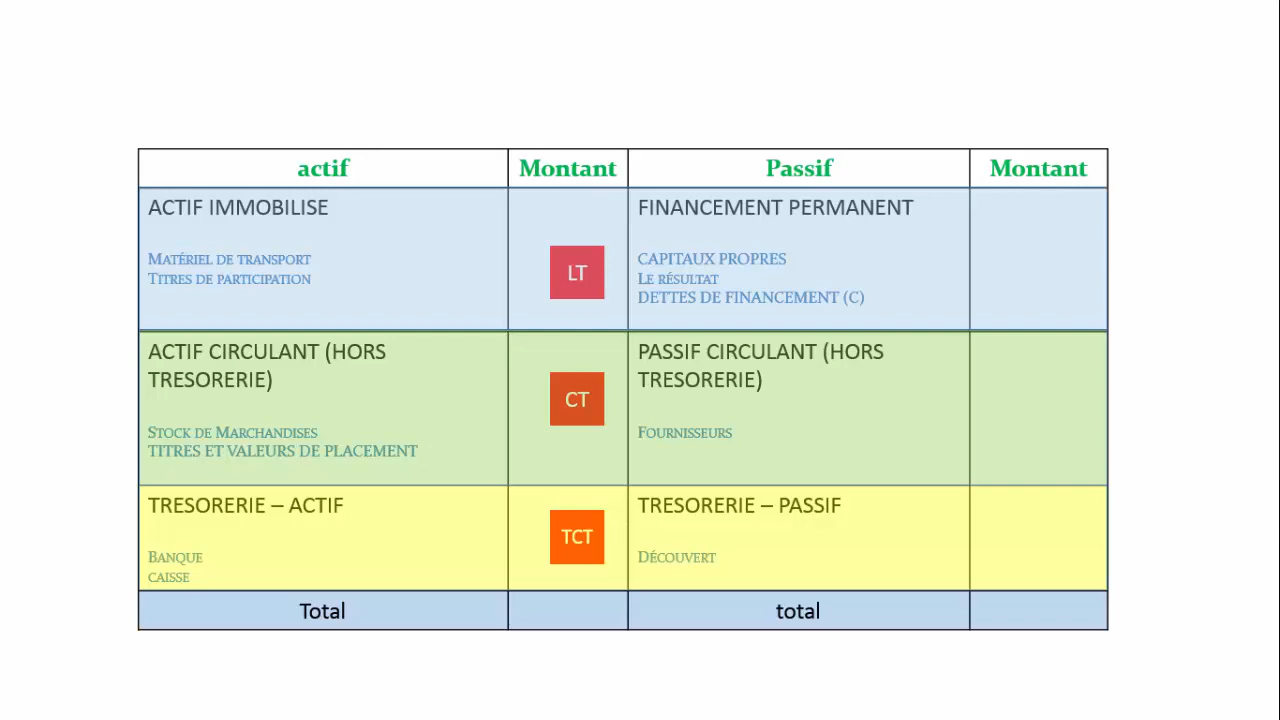 actif Montant Passif Montant
ACTIF IMMOBILISE
MATÉRIEL DE TRANSPORT
TITRES DE PARTICIPATION
LT
FINANCEMENT PERMANENT
CAPITAUX PROPRES
LE RÉSULTAT
DETTES DE FINANCEMENT (C)
ACTIF CIRCULANT (HORS
TRESORERIE)
STOCK DE MARCHANDISES
TITRES ET VALEURS DE PLACEMENT
CT
PASSIF CIRCULANT (HORS
TRESORERIE)
FOURNISSEURS
TRESORERIE – ACTIF
BANQUE
CAISSE
TCT
TRESORERIE – PASSIF
DÉCOUVERT
Total total